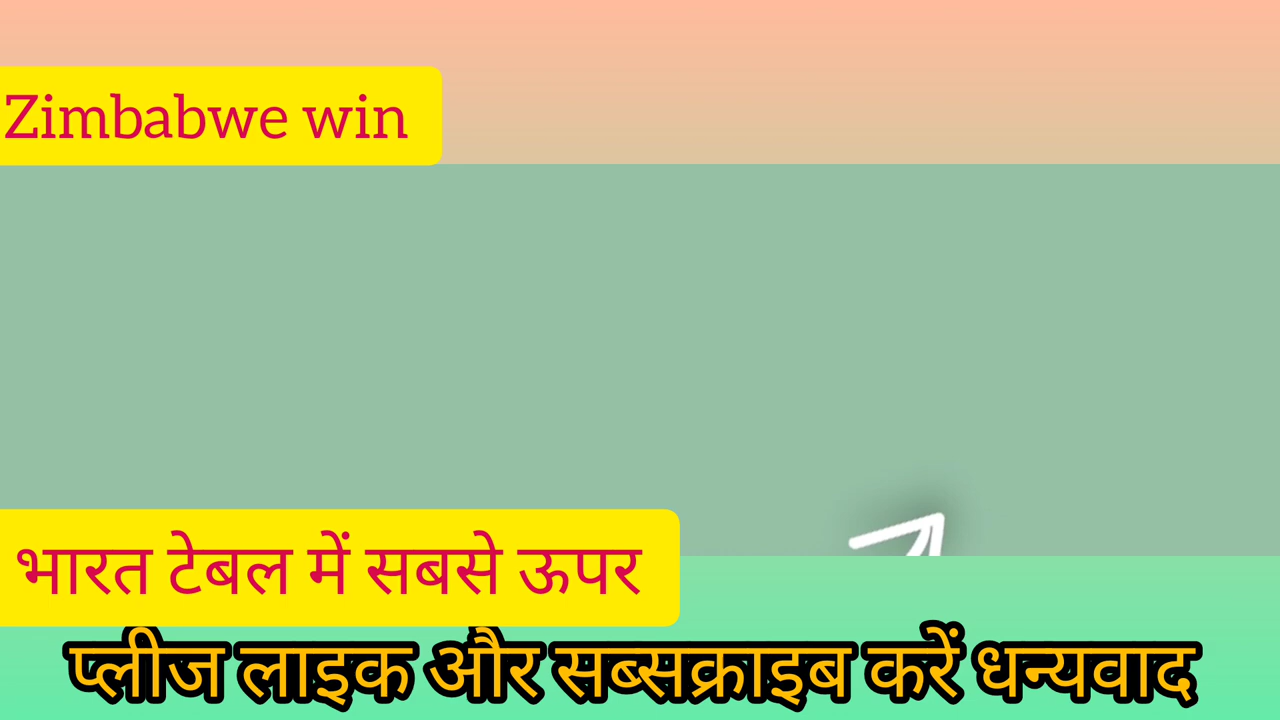 Zimbabwe win
भारत टेबल में सबसे ऊपर
प्लीज लाइक और सब्सक्राइब करें धन्यवाद